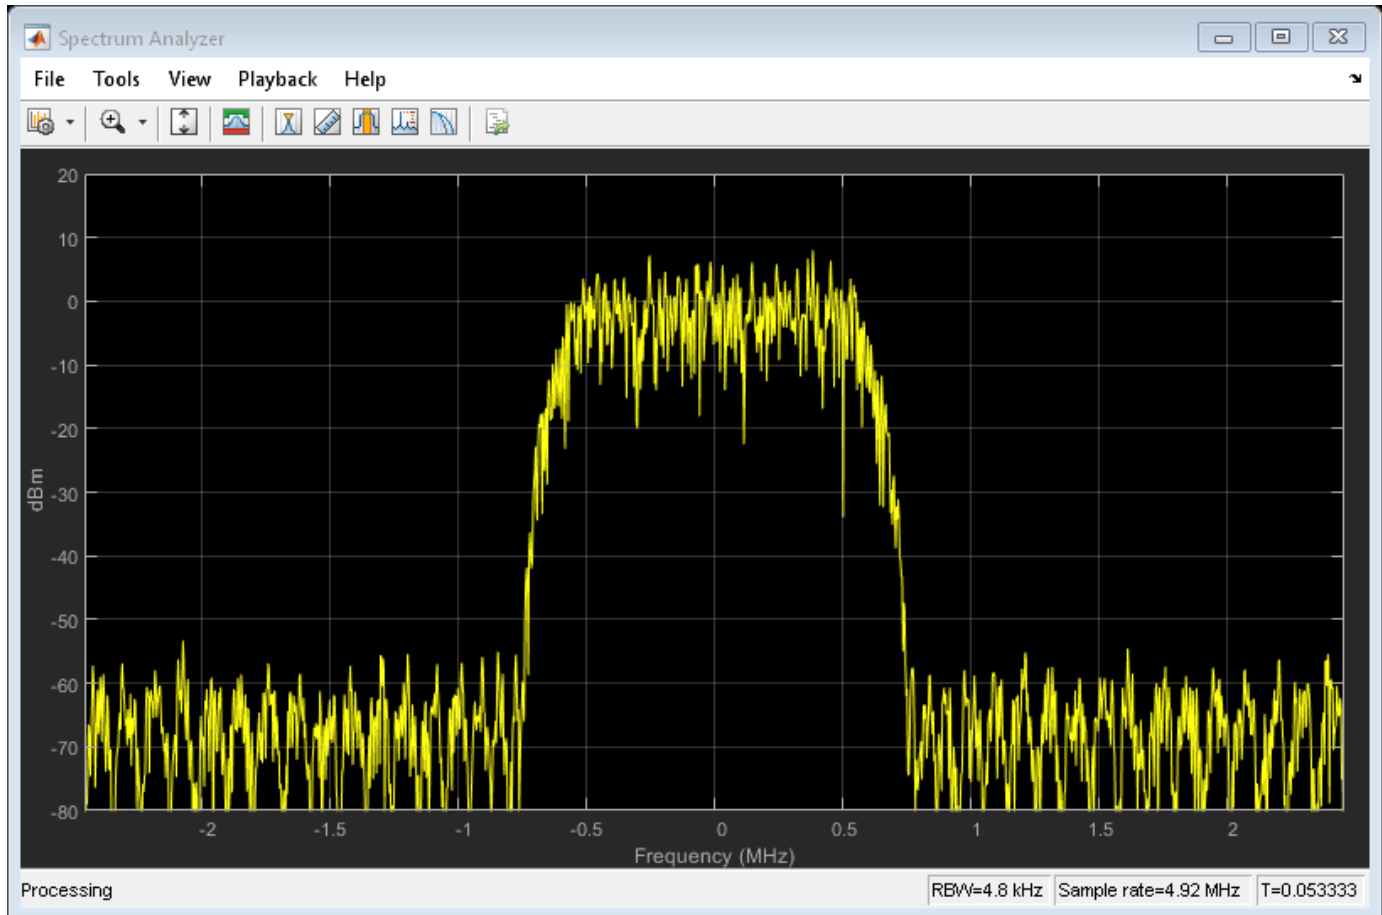 Spectrum Analyzer
File Tools View Playback Help
20
10
0
-10
-20
-30
-40
-50
-60
-70
-80
dBm
-2 -1.5 -1 -0.5 0 0.5 1 1.5 2
Frequency (MHz)
Processing RBW=4.8 kHz Sample rate=4.92 MHz T=0.053333